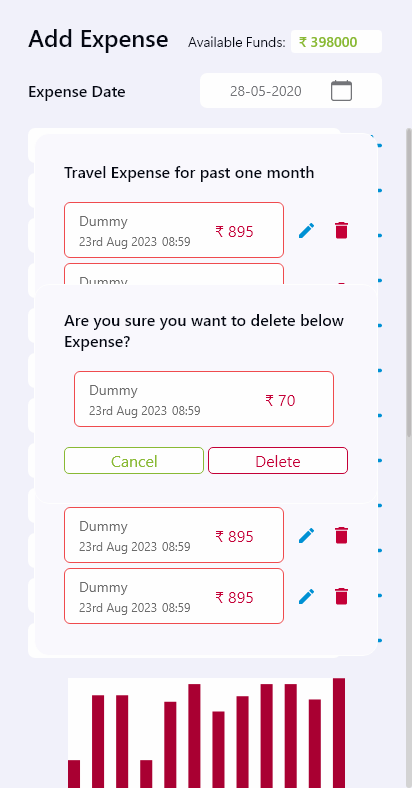 Add Expense
Available Funds: ₹ 398000
Expense Date
28-05-2020
Travel Expense for past one month
Dummy
23rd Aug 2023 08:59
₹ 895
Dummy
Are you sure you want to delete below
Expense?
Dummy
23rd Aug 2023 08:59
₹ 70
Cancel
Delete
Dummy
23rd Aug 2023 08:59
₹ 895
Dummy
23rd Aug 2023 08:59
₹ 895